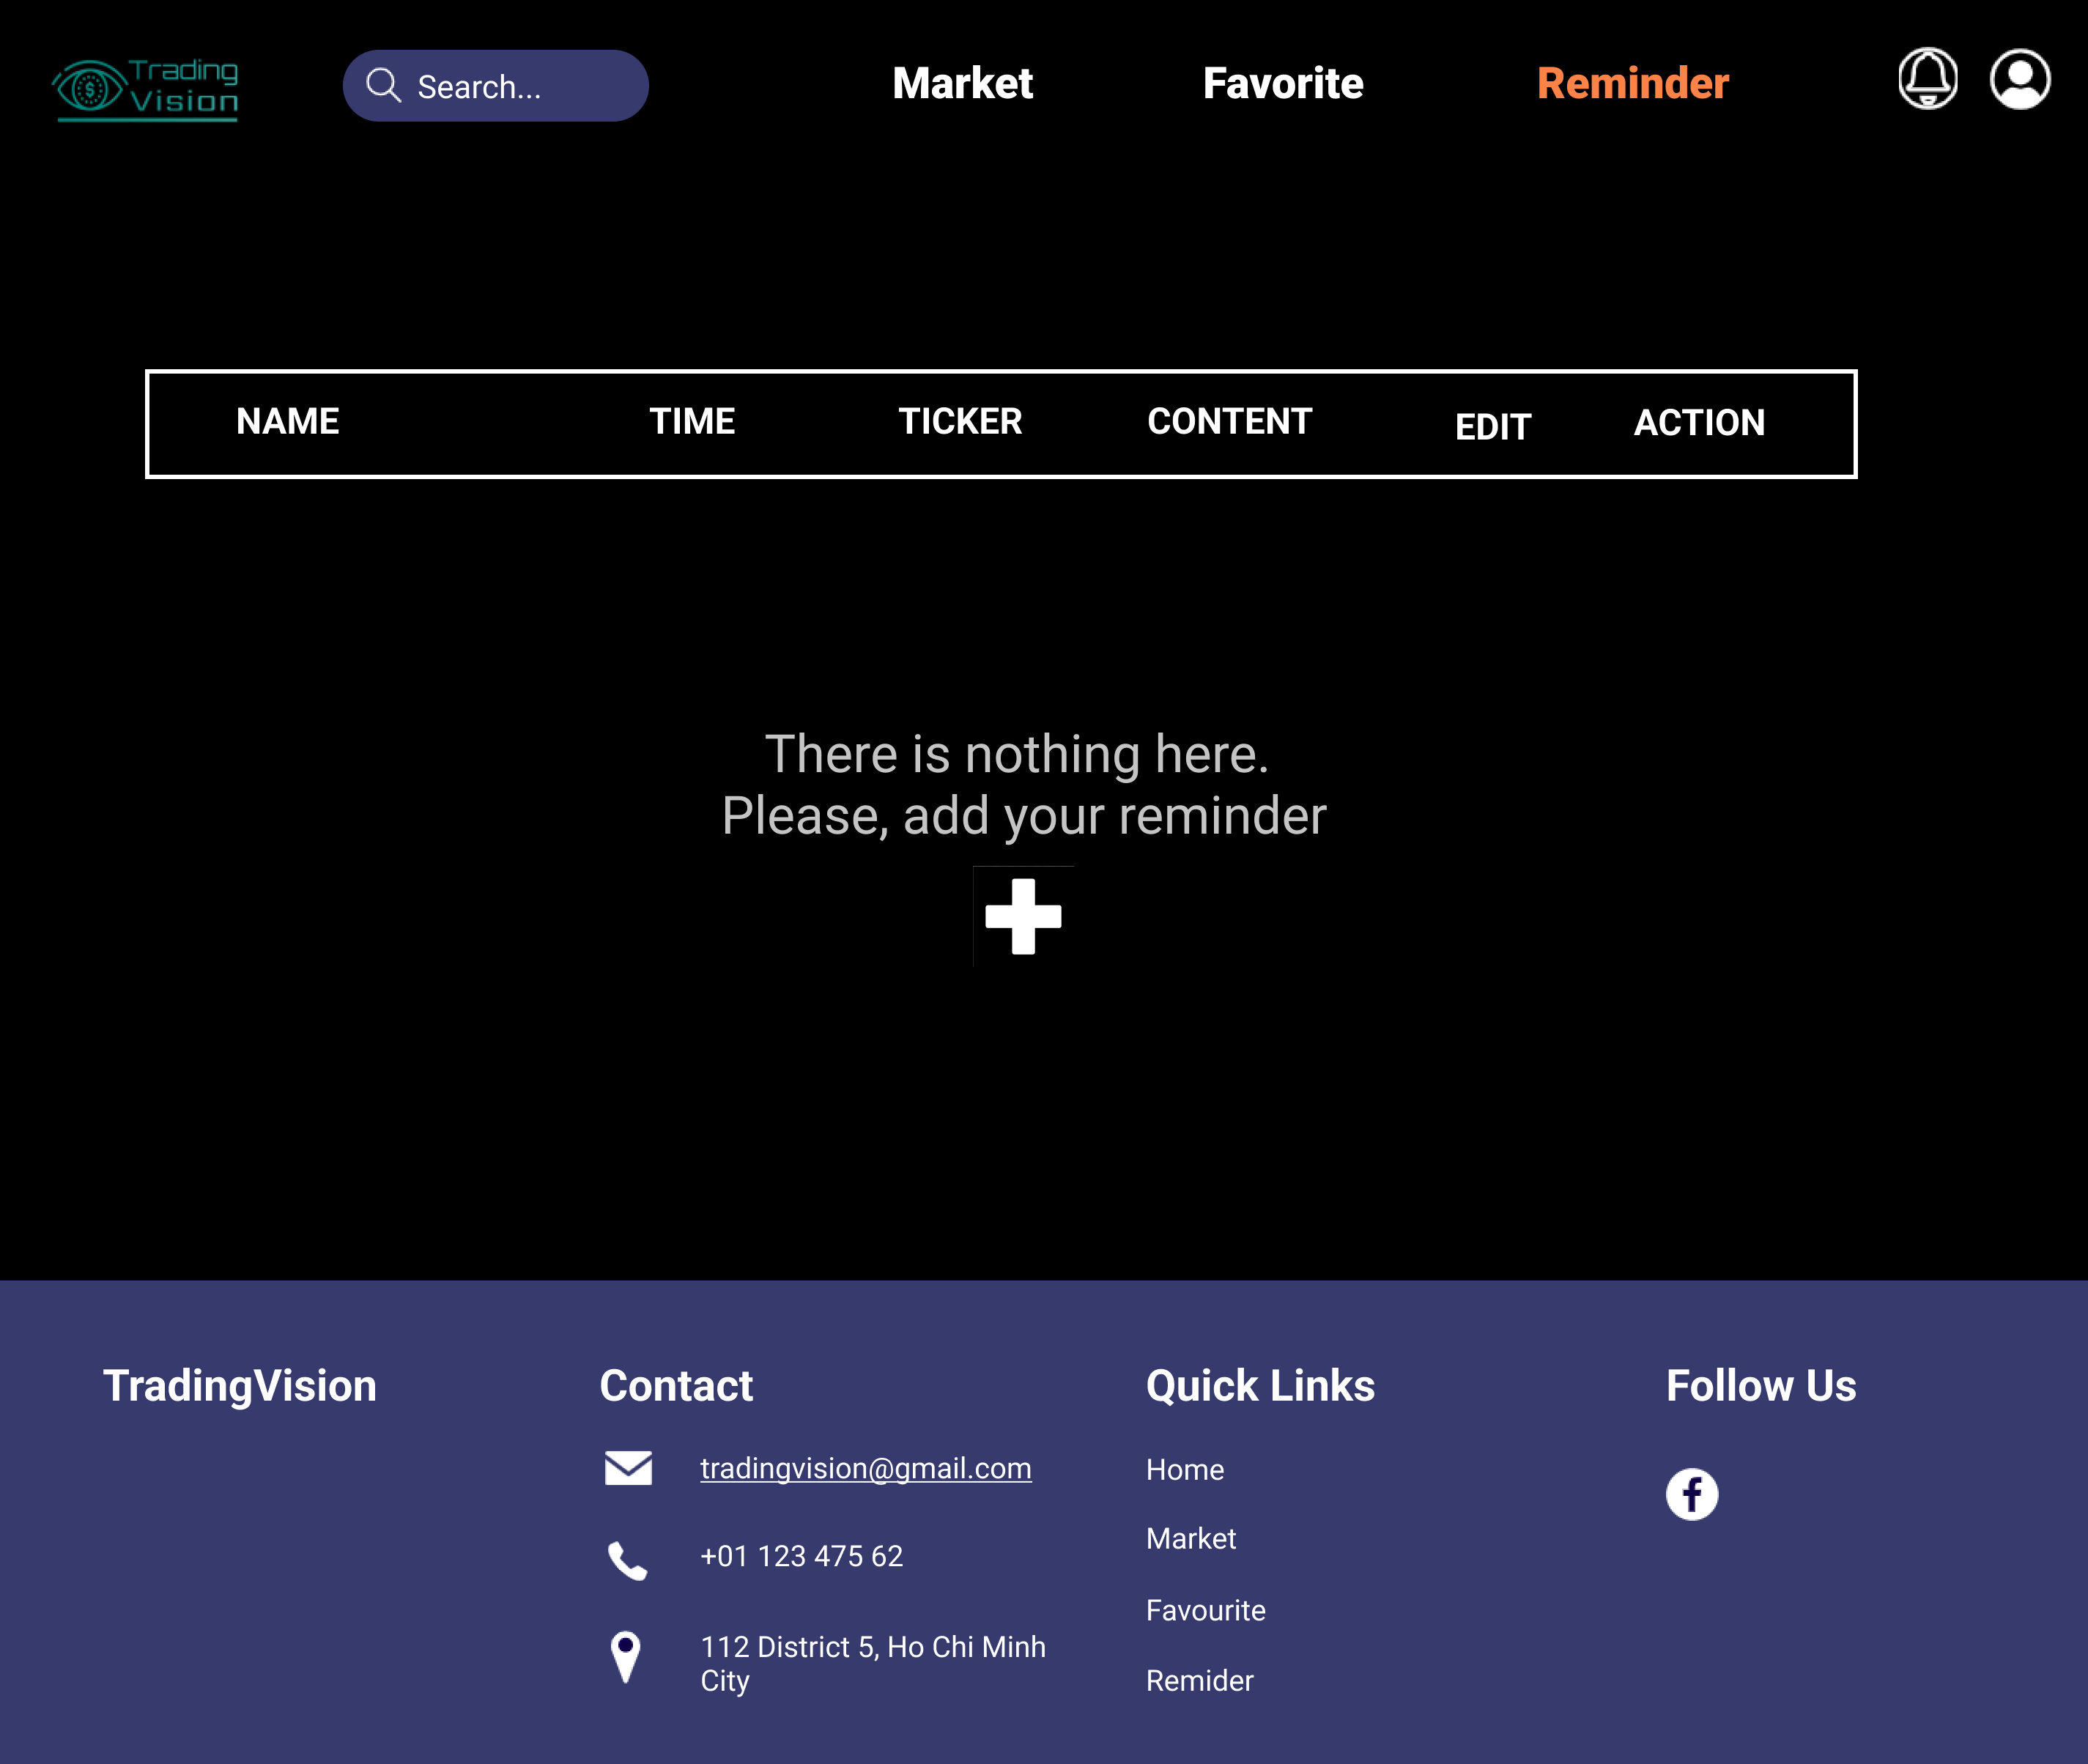 Trading
Vision
Search...
Market
Favorite
Reminder
NAME
TIME
TICKER
CONTENT
EDIT
ACTION
There is nothing here.
Please, add your reminder
TradingVision
Contact
tradingvision@gmail.com
+01 123 475 62
112 District 5, Ho Chi Minh
City
Quick Links
Home
Market
Favourite
Remider
Follow Us